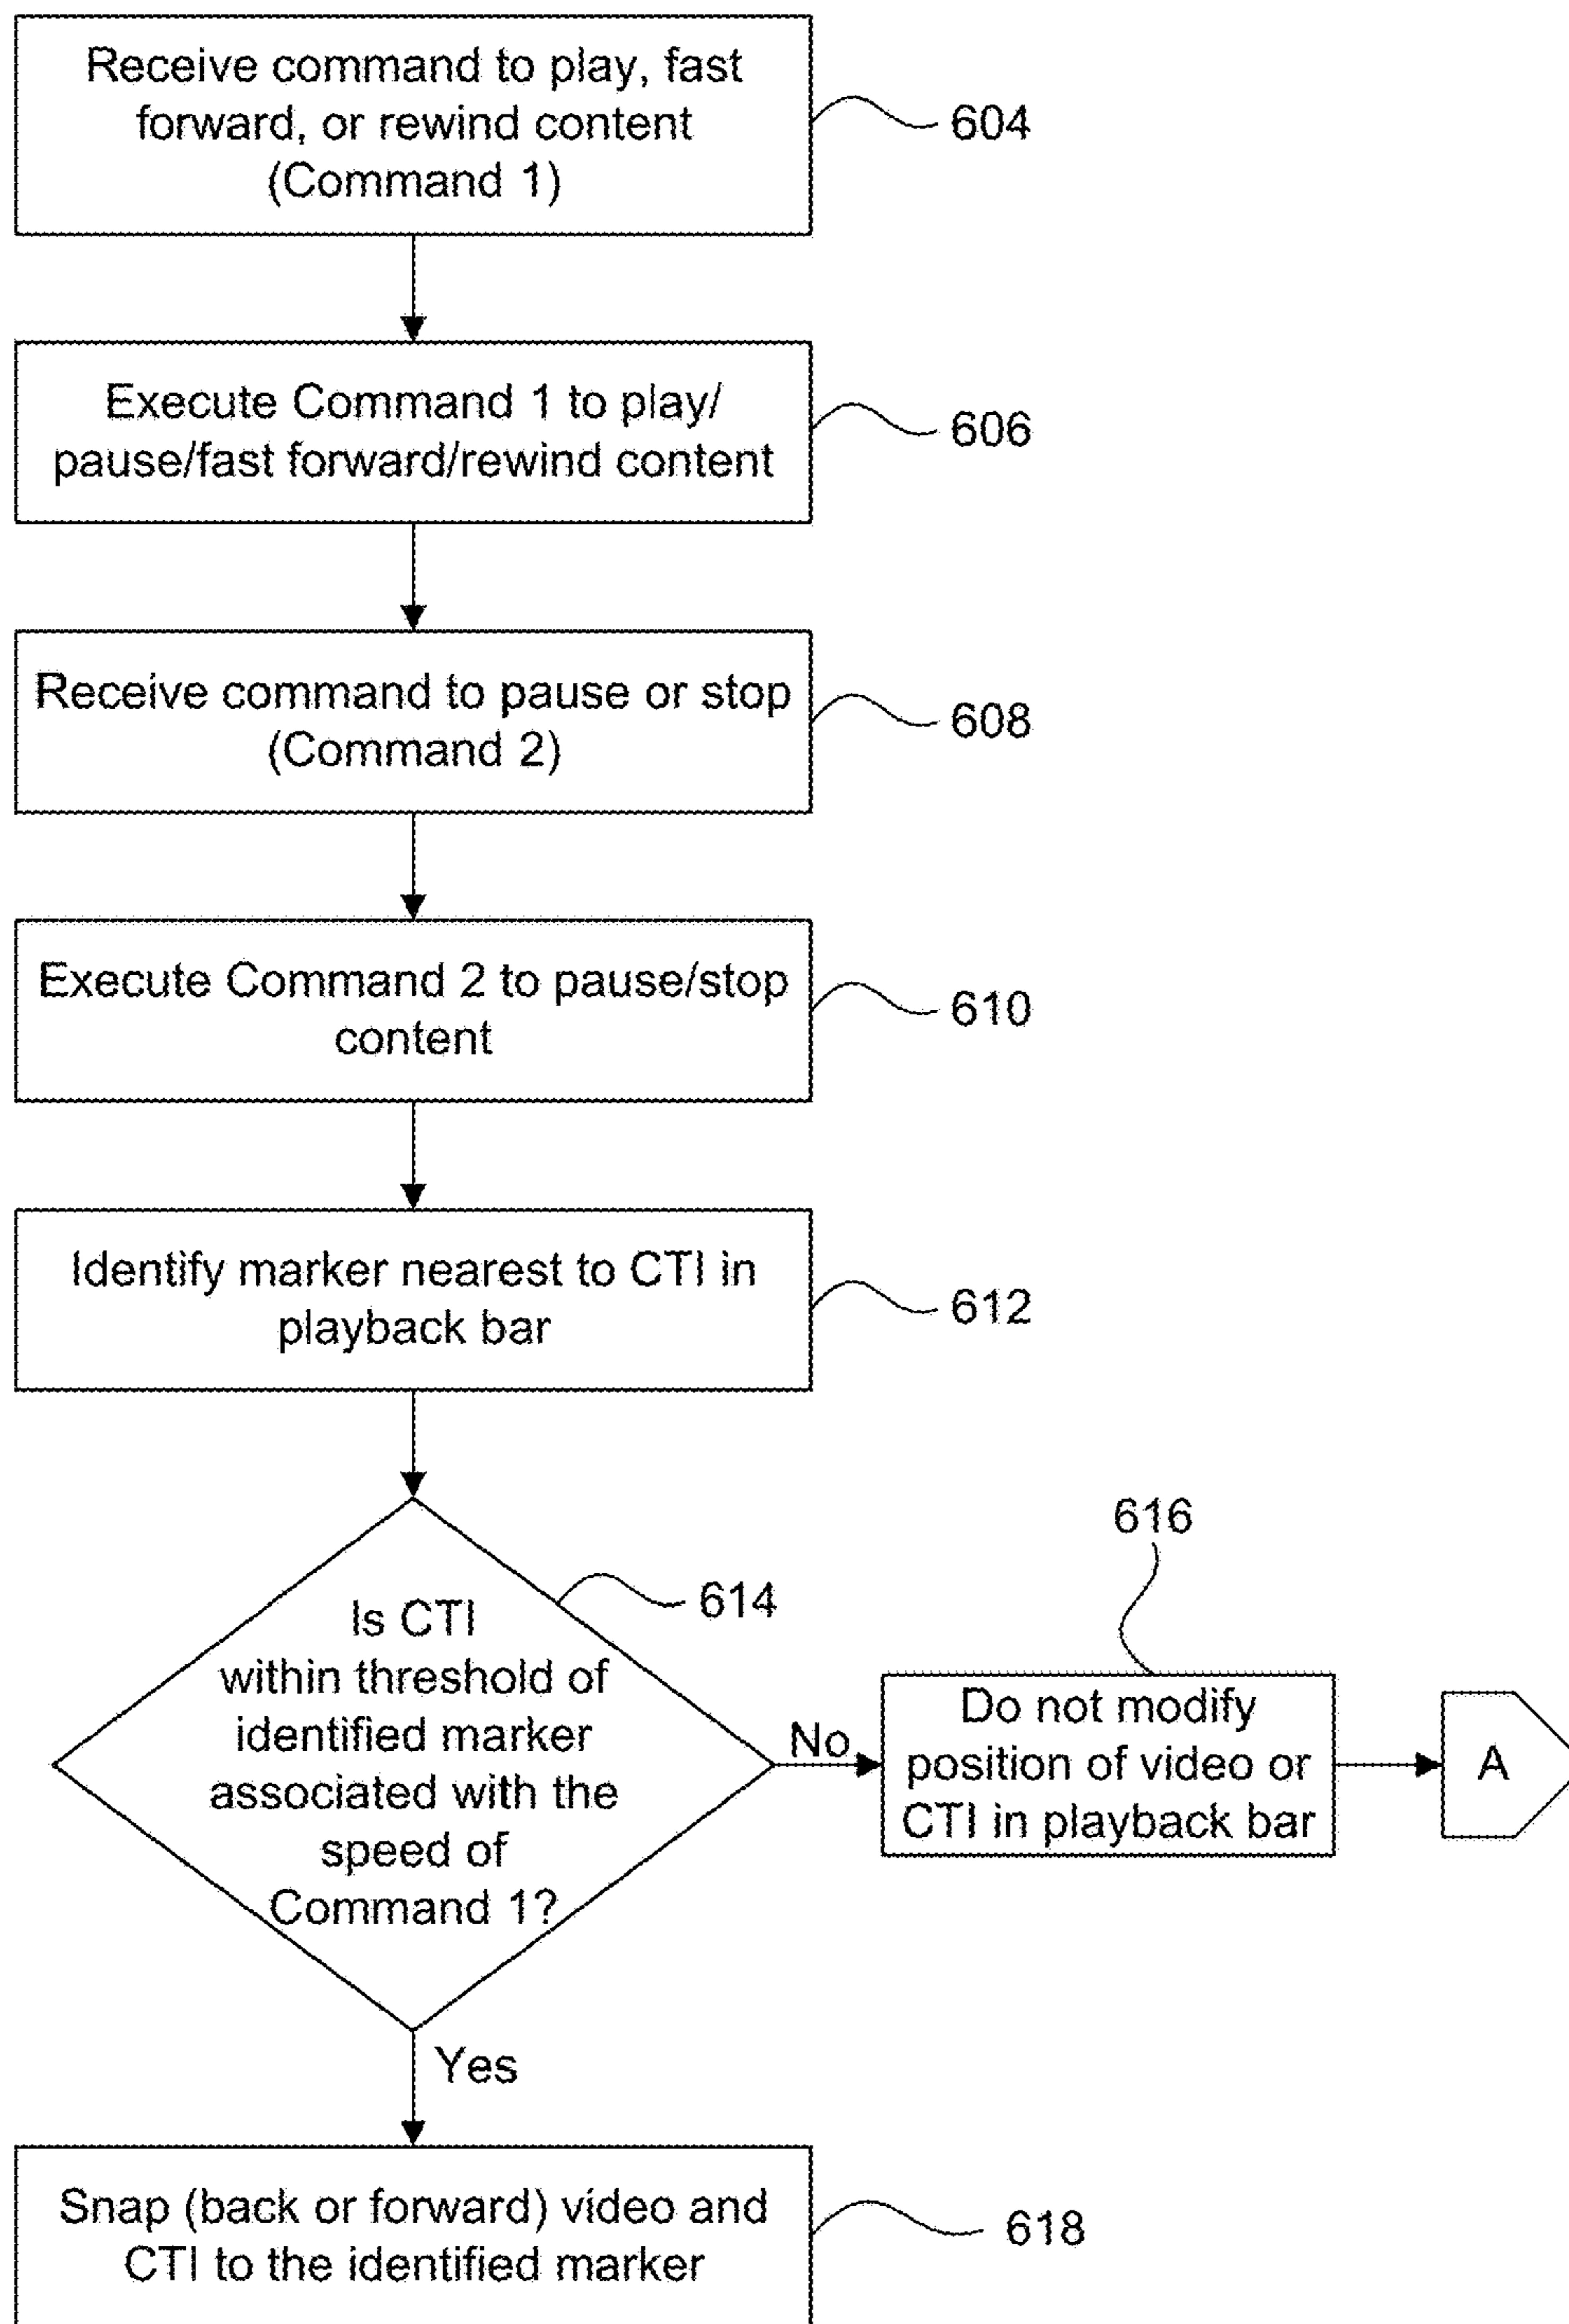 Receive command to play, fast
forward, or rewind content
(Command 1)
604
Execute Command 1 to play/
pause/fast forward/rewind content
606
Receive command to pause or stop
(Command 2)
608
Execute Command 2 to pause/stop
content
610
Identify marker nearest to CTI in
playback bar
612
Is CTI
within threshold of
identified marker
associated with the
speed of
Command 1?
614
No
616
Do not modify
position of video or
CTI in playback bar
A
Yes
Snap (back or forward) video and
CTI to the identified marker
618